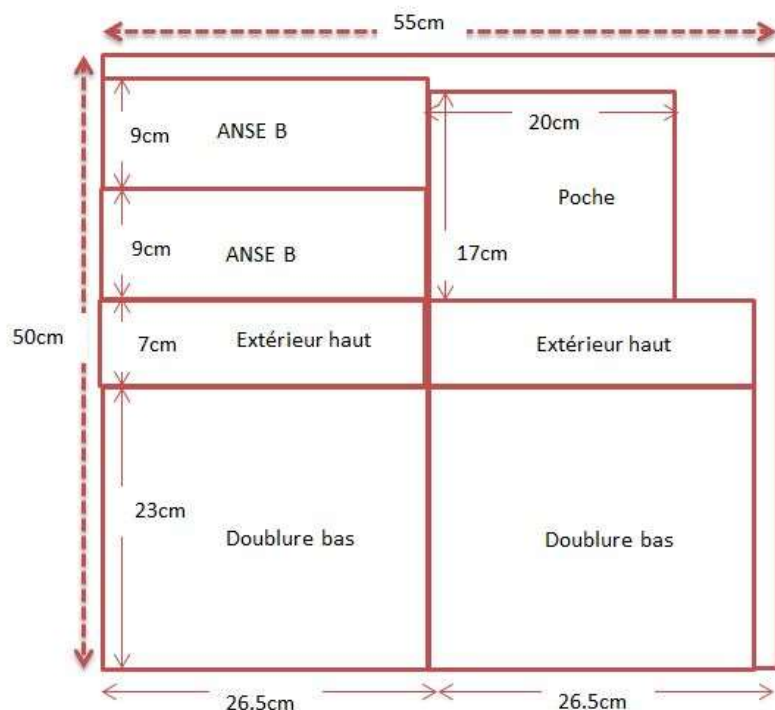 55cm
9cm
ANSE B
20cm
Poche
9cm
ANSE B
17cm
50cm
7cm
Extérieur haut
Extérieur haut
23cm
Doublure bas
Doublure bas
26.5cm
26.5cm